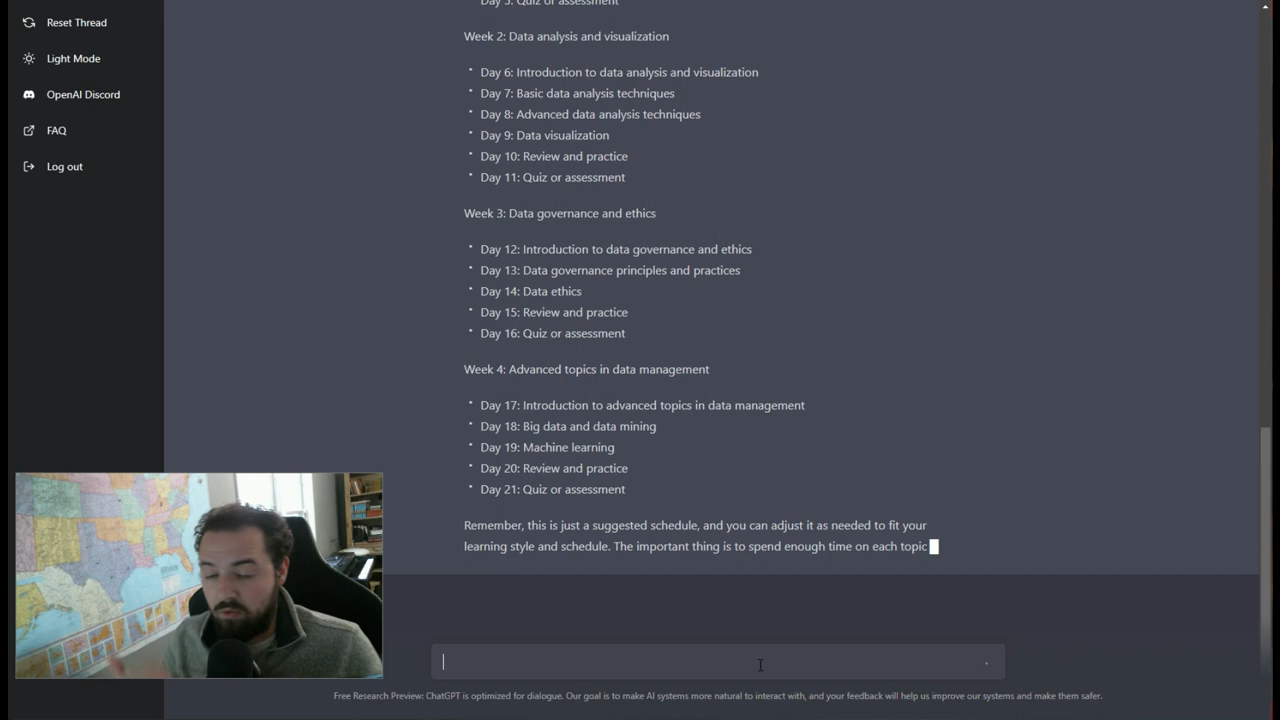 Reset Thread
Light Mode
OpenAI Discord
FAQ
Log out
Day 5: Quiz or assessment
Week 2: Data analysis and visualization
• Day 6: Introduction to data analysis and visualization
• Day 7: Basic data analysis techniques
• Day 8: Advanced data analysis techniques
• Day 9: Data visualization
• Day 10: Review and practice
• Day 11: Quiz or assessment
Week 3: Data governance and ethics
• Day 12: Introduction to data governance and ethics
• Day 13: Data governance principles and practices
• Day 14: Data ethics
• Day 15: Review and practice
• Day 16: Quiz or assessment
Week 4: Advanced topics in data management
• Day 17: Introduction to advanced topics in data management
• Day 18: Big data and data mining
• Day 19: Machine learning
• Day 20: Review and practice
• Day 21: Quiz or assessment
Remember, this is just a suggested schedule, and you can adjust it as needed to fit your
learning style and schedule. The important thing is to spend enough time on each topic
Free Research Preview: ChatGPT is optimized for dialogue. Our goal is to make AI systems more natural to interact with, and your feedback will help us improve our systems and make them safer.